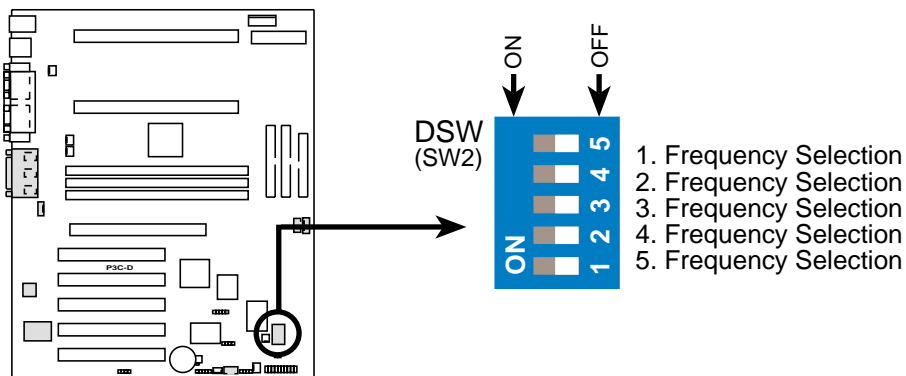 P3C-D
ON
OFF
DSW
(SW2)
ON
5
4
3
2
1
1. Frequency Selection
2. Frequency Selection
3. Frequency Selection
4. Frequency Selection
5. Frequency Selection